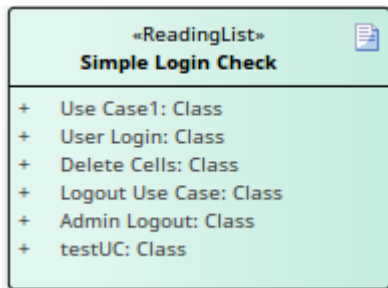 «ReadingList»
Simple Login Check
+ Use Case1: Class
+ User Login: Class
+ Delete Cells: Class
+ Logout Use Case: Class
+ Admin Logout: Class
+ testUC: Class